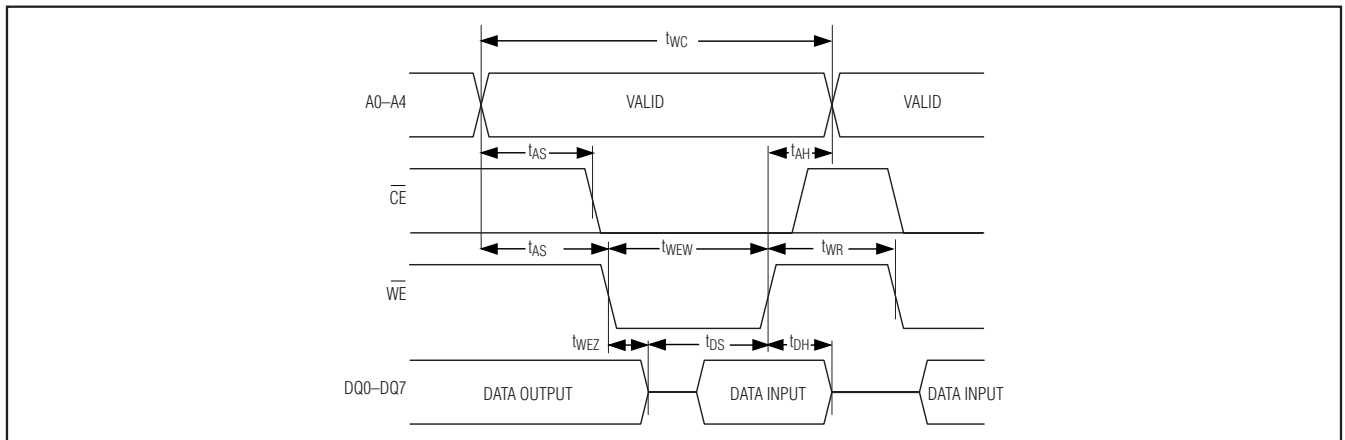 tWC
A0–A4 VALID VALID
tAS tAH
CE
tAS tWEW tWR
WE
tWEZ tDS tDH
DQ0–DQ7 DATA OUTPUT DATA INPUT DATA INPUT